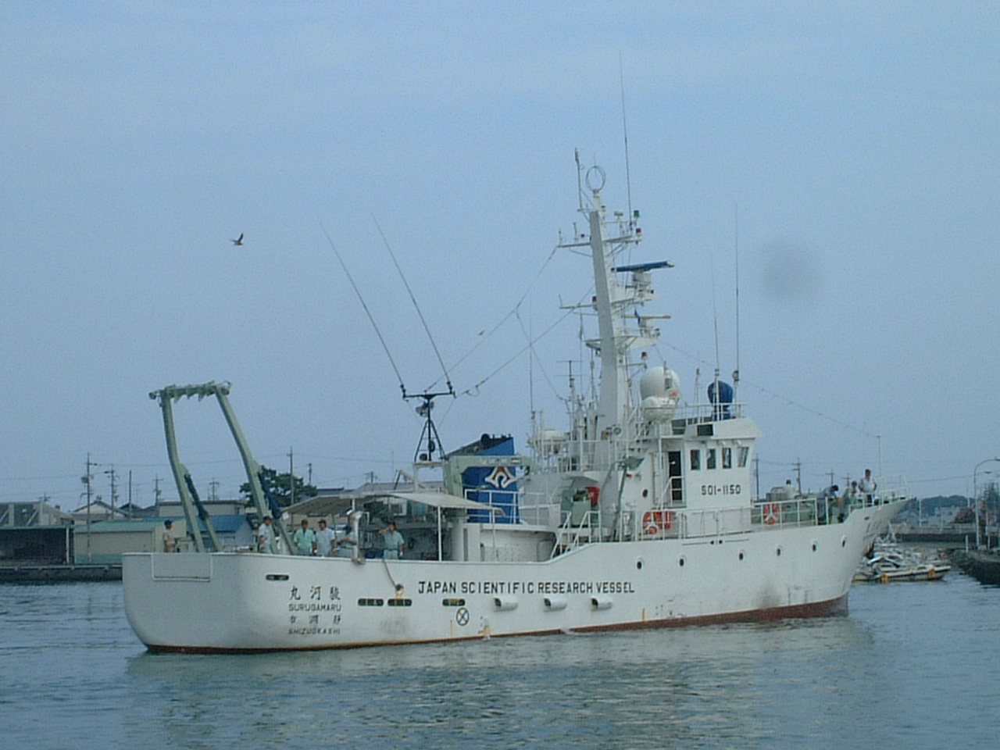 SO1-1150
JAPAN SCIENTIFIC RESEARCH VESSEL
丸河駿
SURUGAMARU
市岡静
SHIZUOKASHI